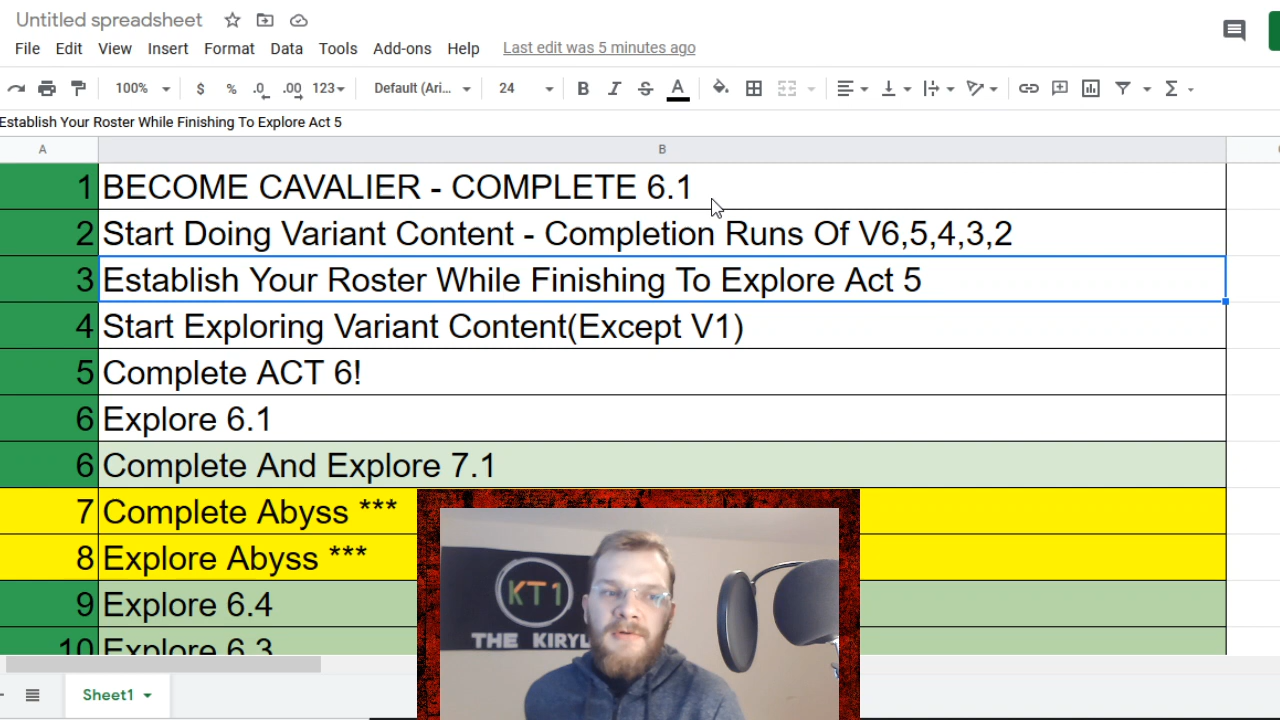 Untitled spreadsheet
File Edit View Insert Format Data Tools Add-ons Help Last edit was 5 minutes ago
100% $ % .0 .00 123 Default (Ari... 24 B I S A
Establish Your Roster While Finishing To Explore Act 5
A B
1 BECOME CAVALIER - COMPLETE 6.1
2 Start Doing Variant Content - Completion Runs Of V6,5,4,3,2
3 Establish Your Roster While Finishing To Explore Act 5
4 Start Exploring Variant Content(Except V1)
5 Complete ACT 6!
6 Explore 6.1
6 Complete And Explore 7.1
7 Complete Abyss ***
8 Explore Abyss ***
9 Explore 6.4
10 Explore 6.3
KT1
THE KIRYL
Sheet1